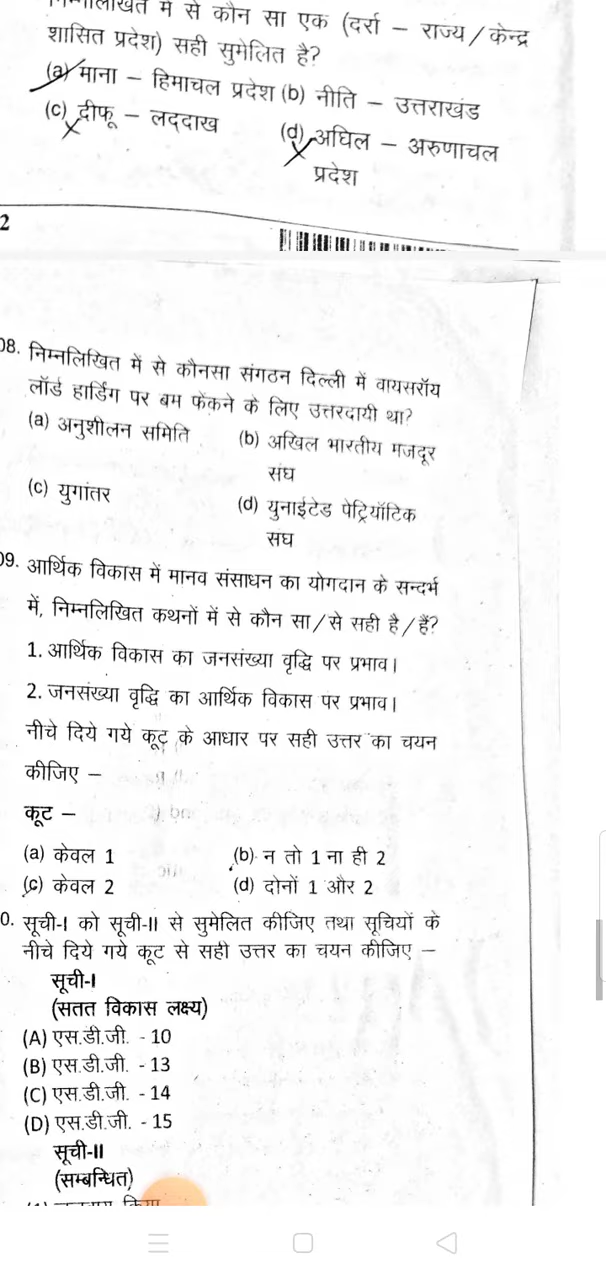 में से कौन सा एक (दर्रा – राज्य / केन्द्र
शासित प्रदेश) सही सुमेलित है?
(a) माना – हिमाचल प्रदेश (b) नीति – उत्तराखंड
(c) दीफू – लद्दाख
(d) अघिल – अरुणाचल
प्रदेश
2
08. निम्नलिखित में से कौनसा संगठन दिल्ली में वायसरॉय
लॉर्ड हार्डिंग पर बम फेंकने के लिए उत्तरदायी था?
(a) अनुशीलन समिति
(b) अखिल भारतीय मजदूर
संघ
(c) युगांतर
(d) युनाईटेड पेट्रियॉटिक
संघ
09. आर्थिक विकास में मानव संसाधन का योगदान के सन्दर्भ
में, निम्नलिखित कथनों में से कौन सा/से सही है/हैं?
1. आर्थिक विकास का जनसंख्या वृद्धि पर प्रभाव।
2. जनसंख्या वृद्धि का आर्थिक विकास पर प्रभाव।
नीचे दिये गये कूट के आधार पर सही उत्तर का चयन
कीजिए –
कूट –
(a) केवल 1 (b) न तो 1 ना ही 2
(c) केवल 2 (d) दोनों 1 और 2
0. सूची-I को सूची-II से सुमेलित कीजिए तथा सूचियों के
नीचे दिये गये कूट से सही उत्तर का चयन कीजिए –
सूची-I
(सतत विकास लक्ष्य)
(A) एस.डी.जी. - 10
(B) एस.डी.जी. - 13
(C) एस.डी.जी. - 14
(D) एस.डी.जी. - 15
सूची-II
(सम्बन्धित)